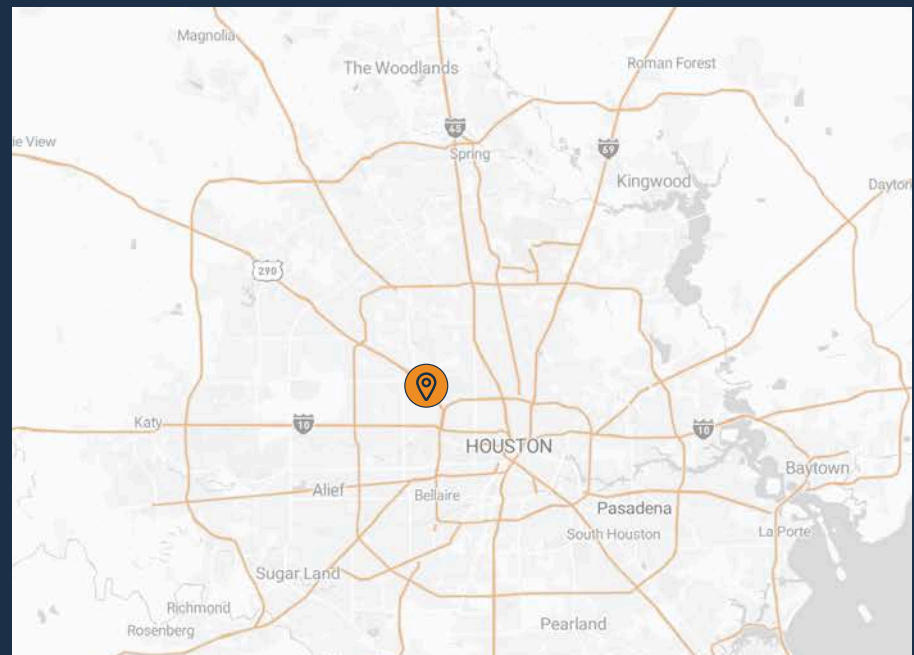 Magnolia
The Woodlands
Roman Forest
ie View
45
Spring
69
Kingwood
Dayto
290
Katy
10
HOUSTON
10
Baytown
Alief
Bellaire
Pasadena
La Porte
South Houston
Sugar Land
Richmond
Rosenberg
Pearland